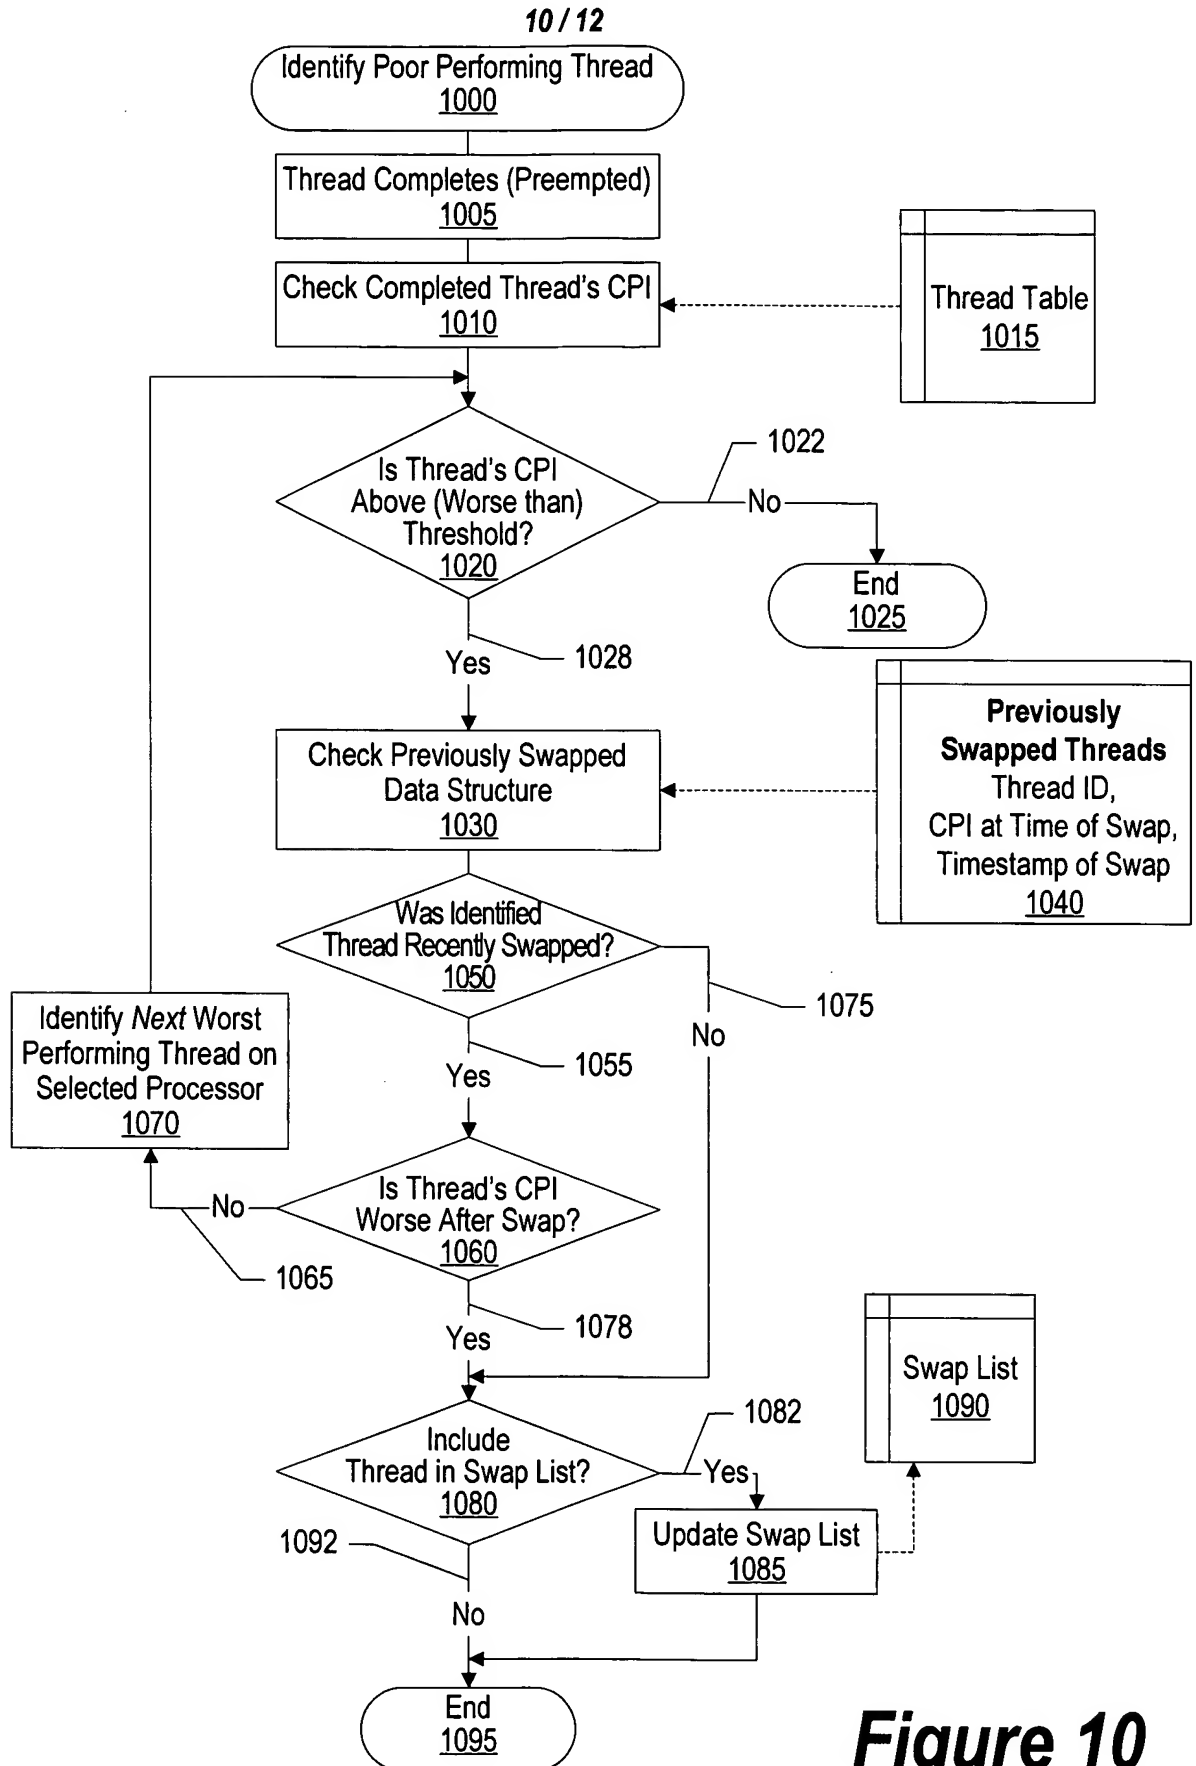 10 / 12
Identify Poor Performing Thread
1000
Thread Completes (Preempted)
1005
Check Completed Thread's CPI
1010
Thread Table
1015
Is Thread's CPI
Above (Worse than)
Threshold?
1020
1022
No
End
1025
Yes
1028
Check Previously Swapped
Data Structure
1030
Previously
Swapped Threads
Thread ID,
CPI at Time of Swap,
Timestamp of Swap
1040
Was Identified
Thread Recently Swapped?
1050
1075
No
1055
Yes
Identify Next Worst
Performing Thread on
Selected Processor
1070
Is Thread's CPI
Worse After Swap?
1060
No
1065
1078
Yes
Include
Thread in Swap List?
1080
1082
Yes
Swap List
1090
Update Swap List
1085
1092
No
End
1095
Figure 10